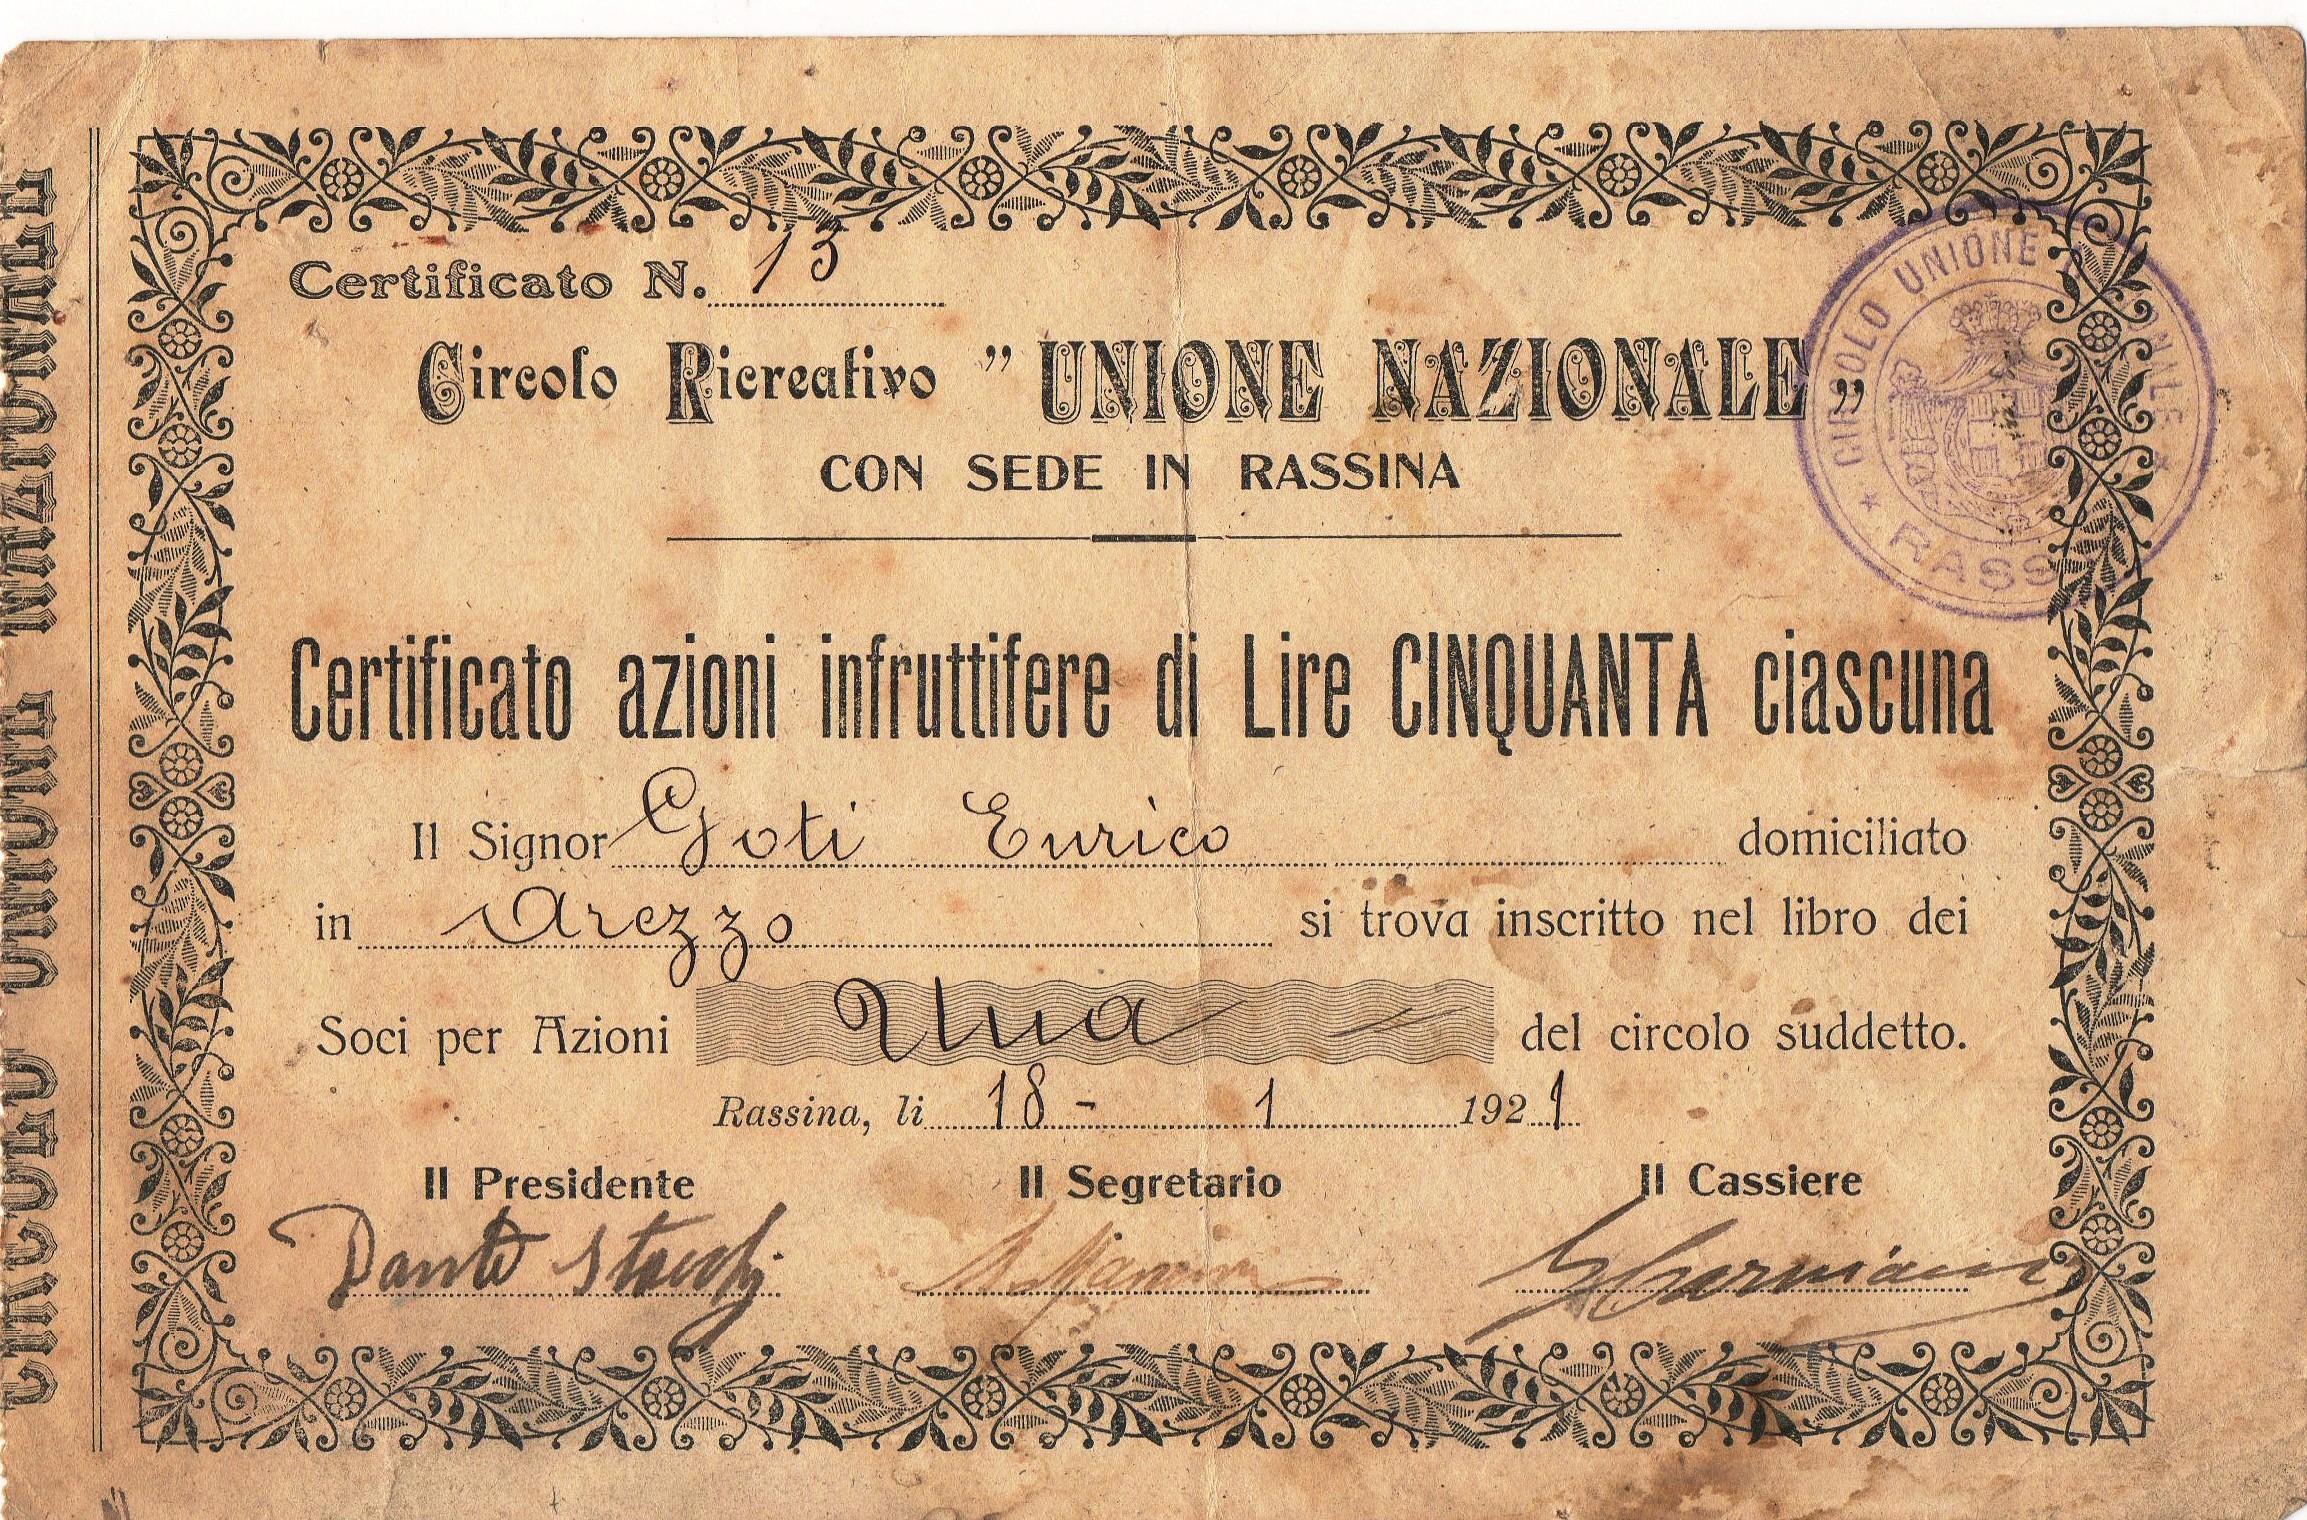 Certificato N. 13
Circolo Ricreativo "UNIONE NAZIONALE"
CON SEDE IN RASSINA
CIRCOLO UNIONE
RASS
Certificato azioni infruttifere di Lire CINQUANTA ciascuna
Il Signor Goti Enrico domiciliato
in Arezzo si trova inscritto nel libro dei
Soci per Azioni Una del circolo suddetto.
Rassina, li 18 - 1 1921
Il Presidente Il Segretario Il Cassiere
Dante Stocchi
CIRCOLO UNIONE NAZIONALE